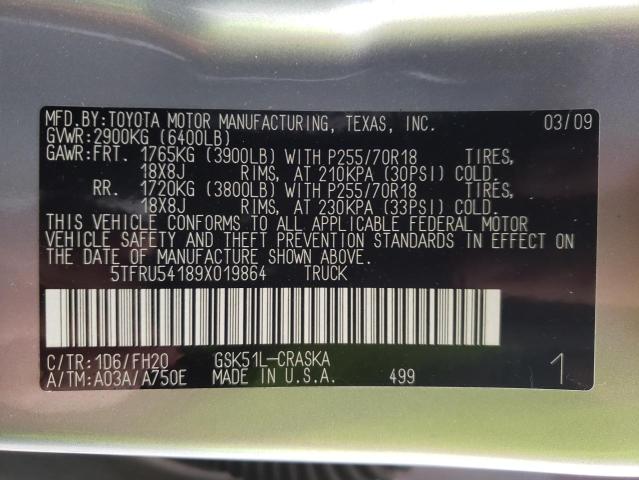 MFD.BY:TOYOTA MOTOR MANUFACTURING, TEXAS, INC. 03/09
GVWR:2900KG (6400LB)
GAWR:FRT. 1765KG (3900LB) WITH P255/70R18 TIRES,
18X8J RIMS, AT 210KPA (30PSI) COLD.
RR. 1720KG (3800LB) WITH P255/70R18 TIRES,
18X8J RIMS, AT 230KPA (33PSI) COLD.
THIS VEHICLE CONFORMS TO ALL APPLICABLE FEDERAL MOTOR
VEHICLE SAFETY AND THEFT PREVENTION STANDARDS IN EFFECT ON
THE DATE OF MANUFACTURE SHOWN ABOVE.
5TFRU54189X019864 TRUCK
C/TR:1D6/FH20 GSK51L-CRASKA 1
A/TM:A03A/A750E MADE IN U.S.A. 499